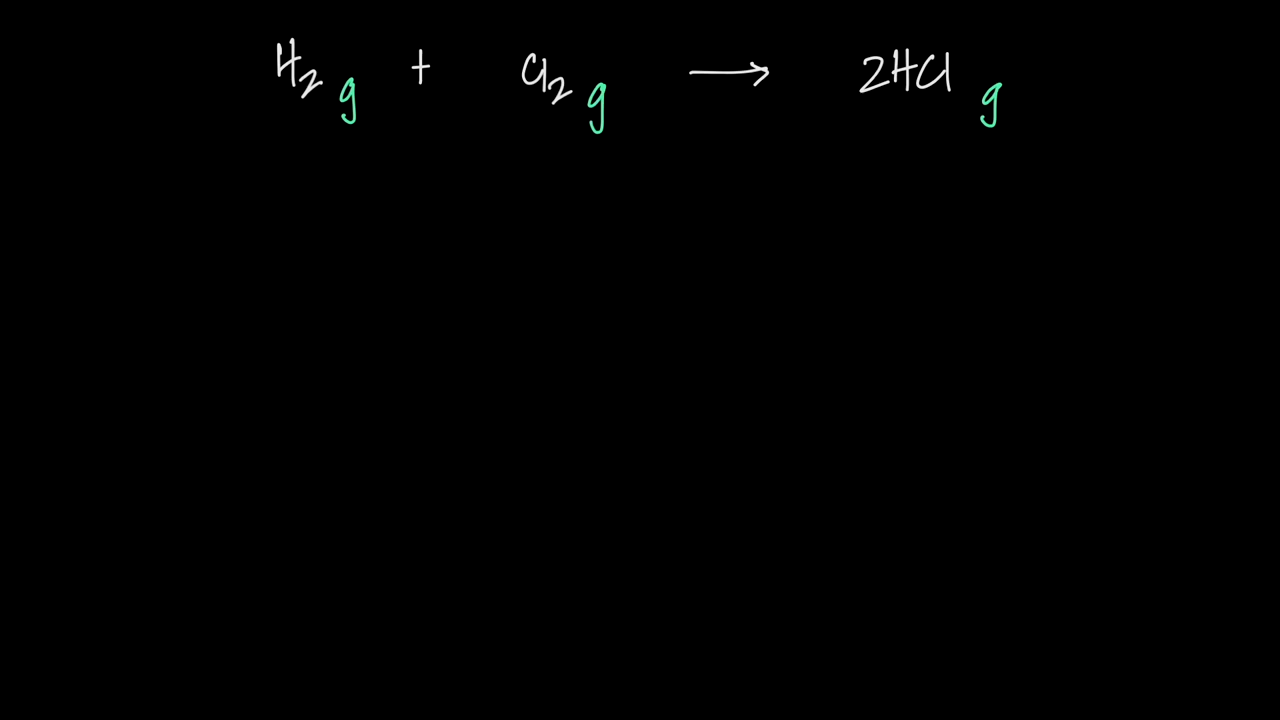 H₂ g + Cl₂ g → 2HCl g